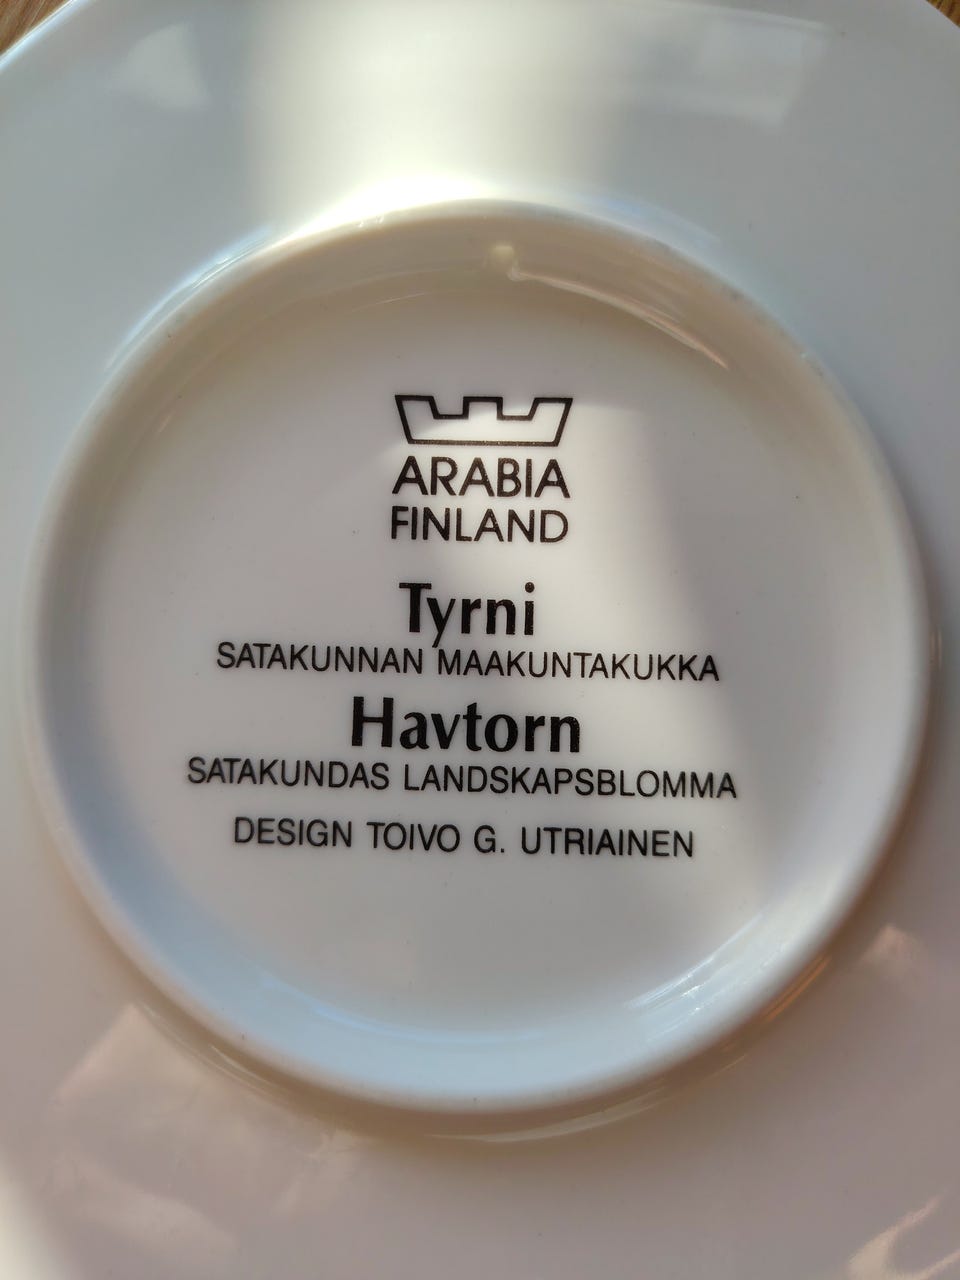 ARABIA
FINLAND
Tyrni
SATAKUNNAN MAAKUNTAKUKKA
Havtorn
SATAKUNDAS LANDSKAPSBLOMMA
DESIGN TOIVO G. UTRIAINEN